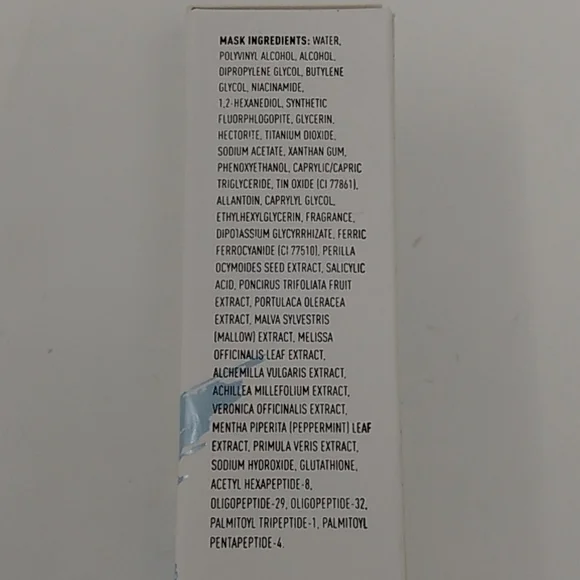 MASK INGREDIENTS: WATER,
POLYVINYL ALCOHOL, ALCOHOL,
DIPROPYLENE GLYCOL, BUTYLENE
GLYCOL, NIACINAMIDE,
1,2-HEXANEDIOL, SYNTHETIC
FLUORPHLOGOPITE, GLYCERIN,
HECTORITE, TITANIUM DIOXIDE,
SODIUM ACETATE, XANTHAN GUM,
PHENOXYETHANOL, CAPRYLIC/CAPRIC
TRIGLYCERIDE, TIN OXIDE (CI 77861),
ALLANTOIN, CAPRYLYL GLYCOL,
ETHYLHEXYLGLYCERIN, FRAGRANCE,
DIPOTASSIUM GLYCYRRHIZATE, FERRIC
FERROCYANIDE (CI 77510), PERILLA
OCYMOIDES SEED EXTRACT, SALICYLIC
ACID, PONCIRUS TRIFOLIATA FRUIT
EXTRACT, PORTULACA OLERACEA
EXTRACT, MALVA SYLVESTRIS
(MALLOW) EXTRACT, MELISSA
OFFICINALIS LEAF EXTRACT,
ALCHEMILLA VULGARIS EXTRACT,
ACHILLEA MILLEFOLIUM EXTRACT,
VERONICA OFFICINALIS EXTRACT,
MENTHA PIPERITA (PEPPERMINT) LEAF
EXTRACT, PRIMULA VERIS EXTRACT,
SODIUM HYDROXIDE, GLUTATHIONE,
ACETYL HEXAPEPTIDE-8,
OLIGOPEPTIDE-29, OLIGOPEPTIDE-32,
PALMITOYL TRIPEPTIDE-1, PALMITOYL
PENTAPEPTIDE-4.